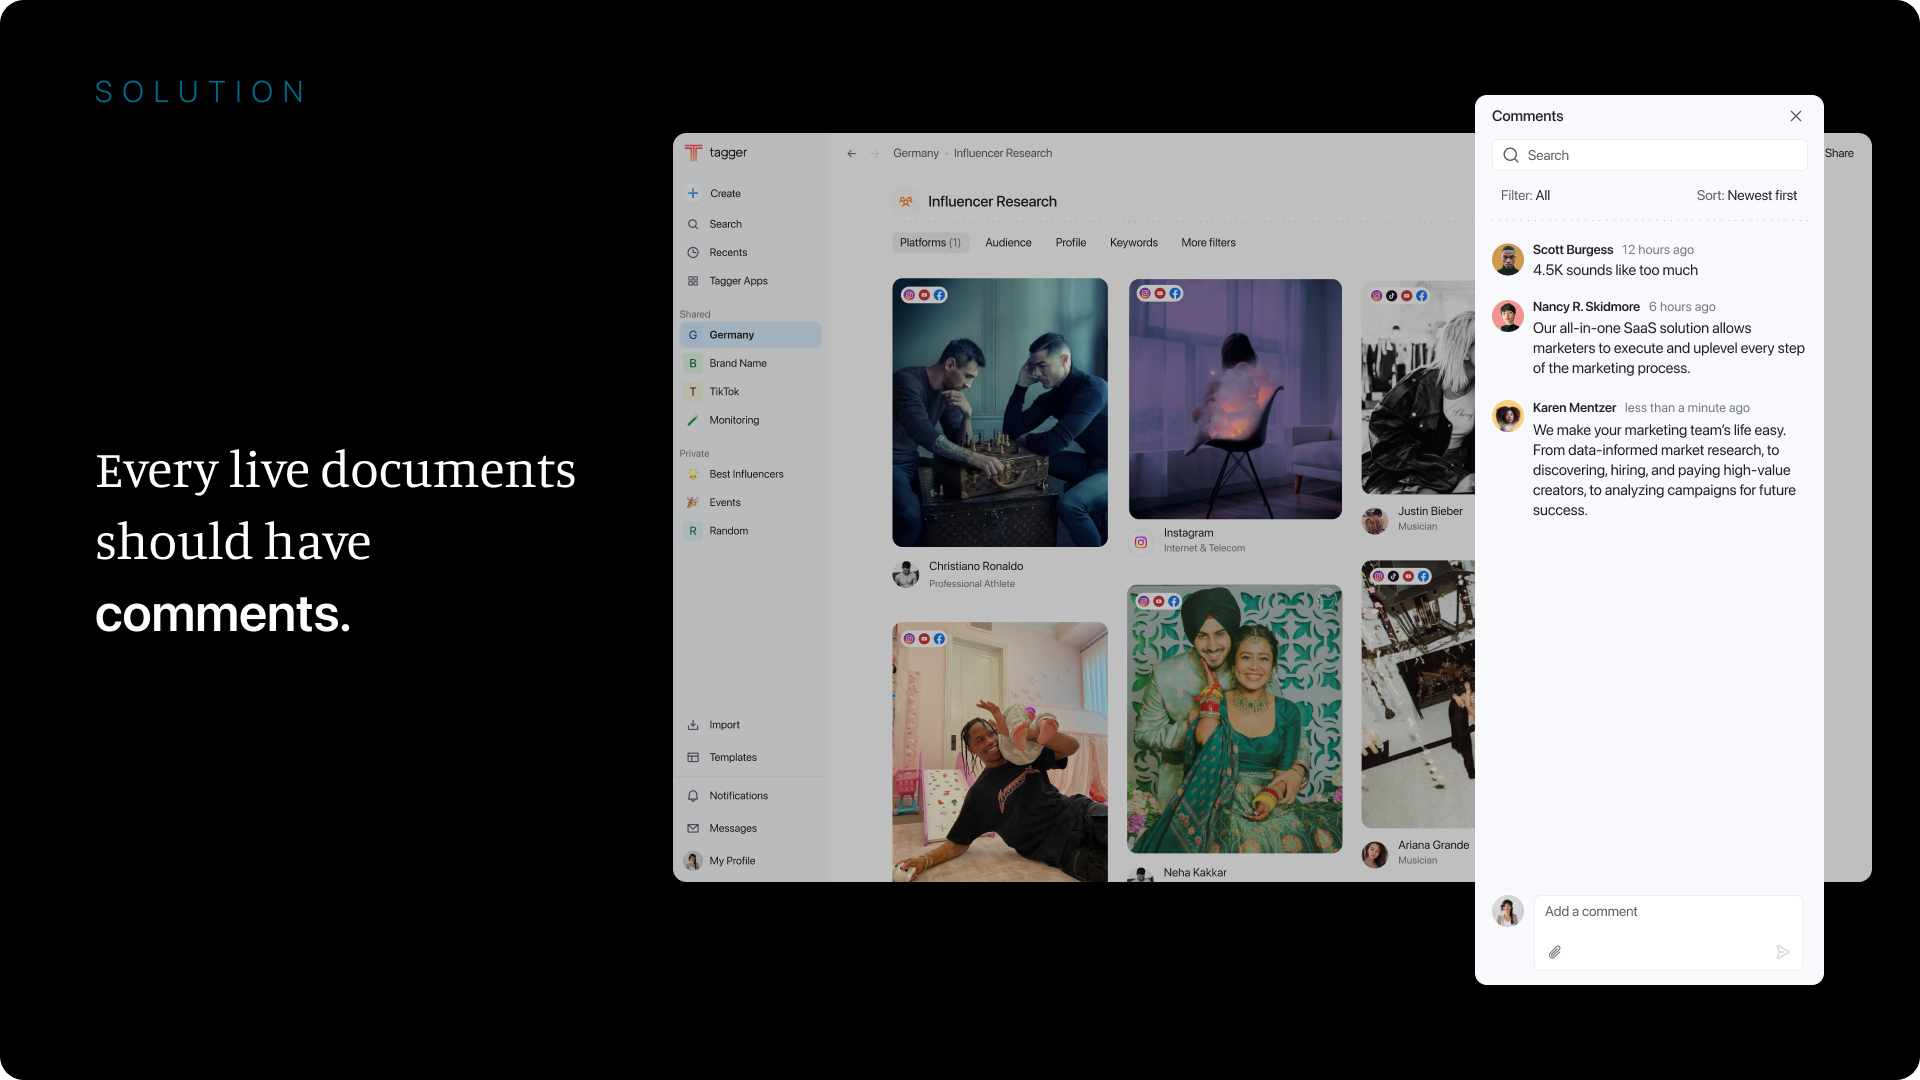 SOLUTION
Every live documents
should have
comments.
tagger
Create
Search
Recents
Tagger Apps
Shared
G Germany
B Brand Name
T TikTok
Monitoring
Private
Best Influencers
Events
R Random
Import
Templates
Notifications
Messages
My Profile
Germany • Influencer Research
Share
Influencer Research
Platforms (1) Audience Profile Keywords More filters
Christiano Ronaldo
Professional Athlete
Instagram
Internet & Telecom
Justin Bieber
Musician
Neha Kakkar
Ariana Grande
Musician
Comments
Search
Filter: All Sort: Newest first
Scott Burgess 12 hours ago
4.5K sounds like too much
Nancy R. Skidmore 6 hours ago
Our all-in-one SaaS solution allows
marketers to execute and uplevel every step
of the marketing process.
Karen Mentzer less than a minute ago
We make your marketing team’s life easy.
From data-informed market research, to
discovering, hiring, and paying high-value
creators, to analyzing campaigns for future
success.
Add a comment